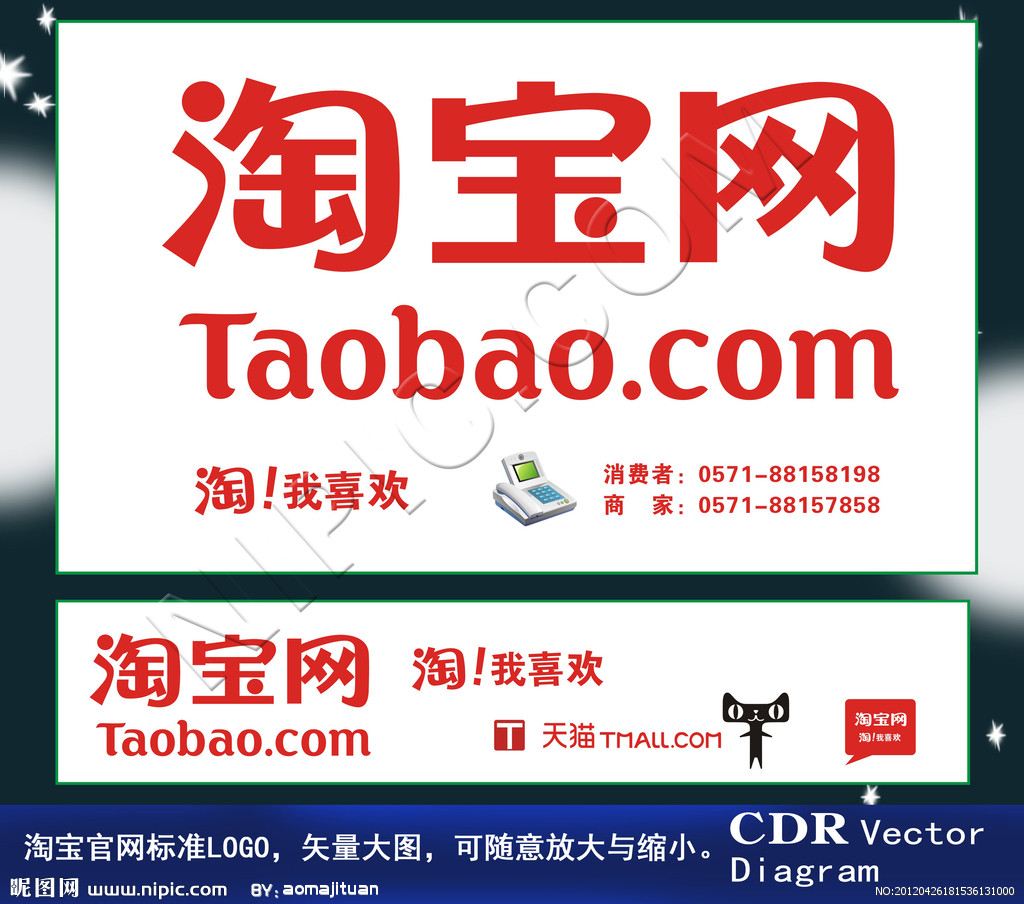 淘宝网
Taobao.com
淘!我喜欢
消费者：0571-88158198
商　家：0571-88157858
NIPIC.COM
淘宝网
Taobao.com
淘!我喜欢
T 天猫 TMALL.COM
淘宝网
淘!我喜欢
淘宝官网标准LOGO，矢量大图，可随意放大与缩小。
CDR Vector
Diagram
昵图网 www.nipic.com BY：aomajituan
NO:20120426181536131000